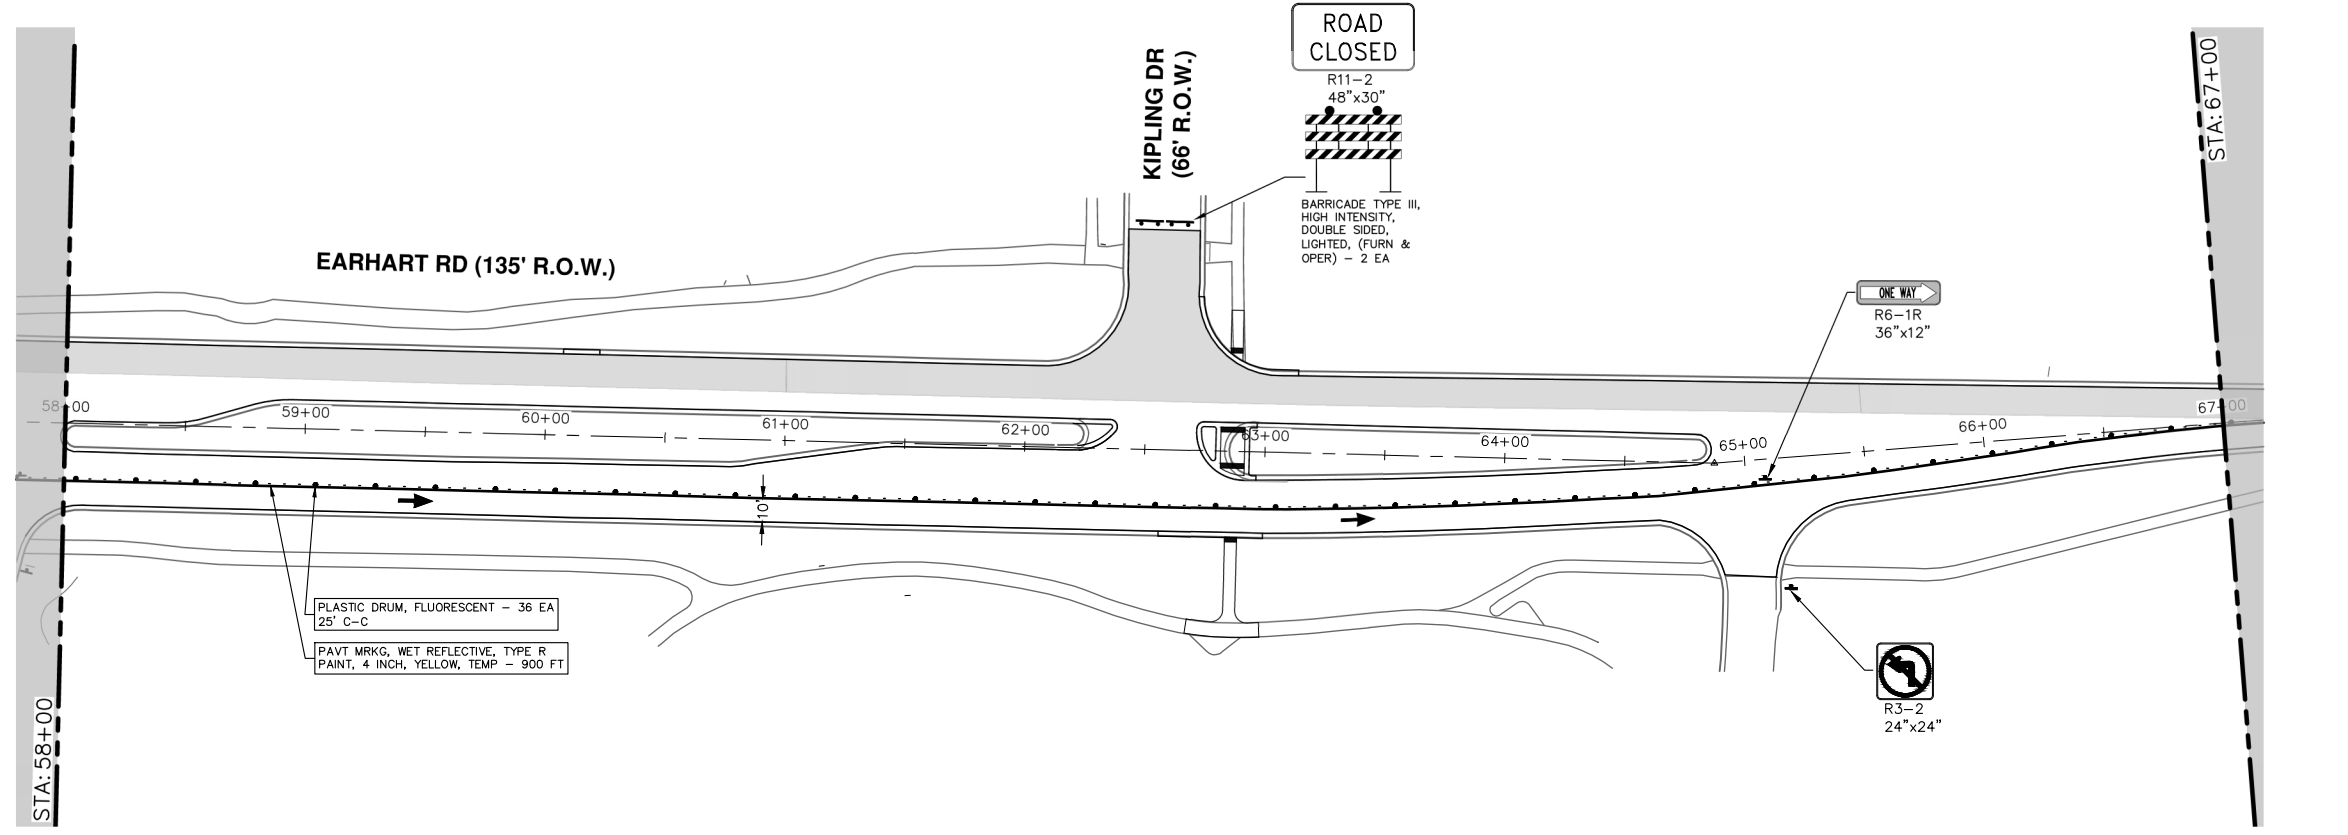 ROAD
CLOSED
R11-2
48"x30"
KIPLING DR
(66' R.O.W.)
STA: 67+00
BARRICADE TYPE III,
HIGH INTENSITY,
DOUBLE SIDED,
LIGHTED, (FURN &
OPER) - 2 EA
EARHART RD (135' R.O.W.)
ONE WAY
R6-1R
36"x12"
58+00
59+00
60+00
61+00
62+00
63+00
64+00
65+00
66+00
67+00
10'
PLASTIC DRUM, FLUORESCENT - 36 EA
25' C-C
PAVT MRKG, WET REFLECTIVE, TYPE R
PAINT, 4 INCH, YELLOW, TEMP - 900 FT
STA: 58+00
R3-2
24"x24"